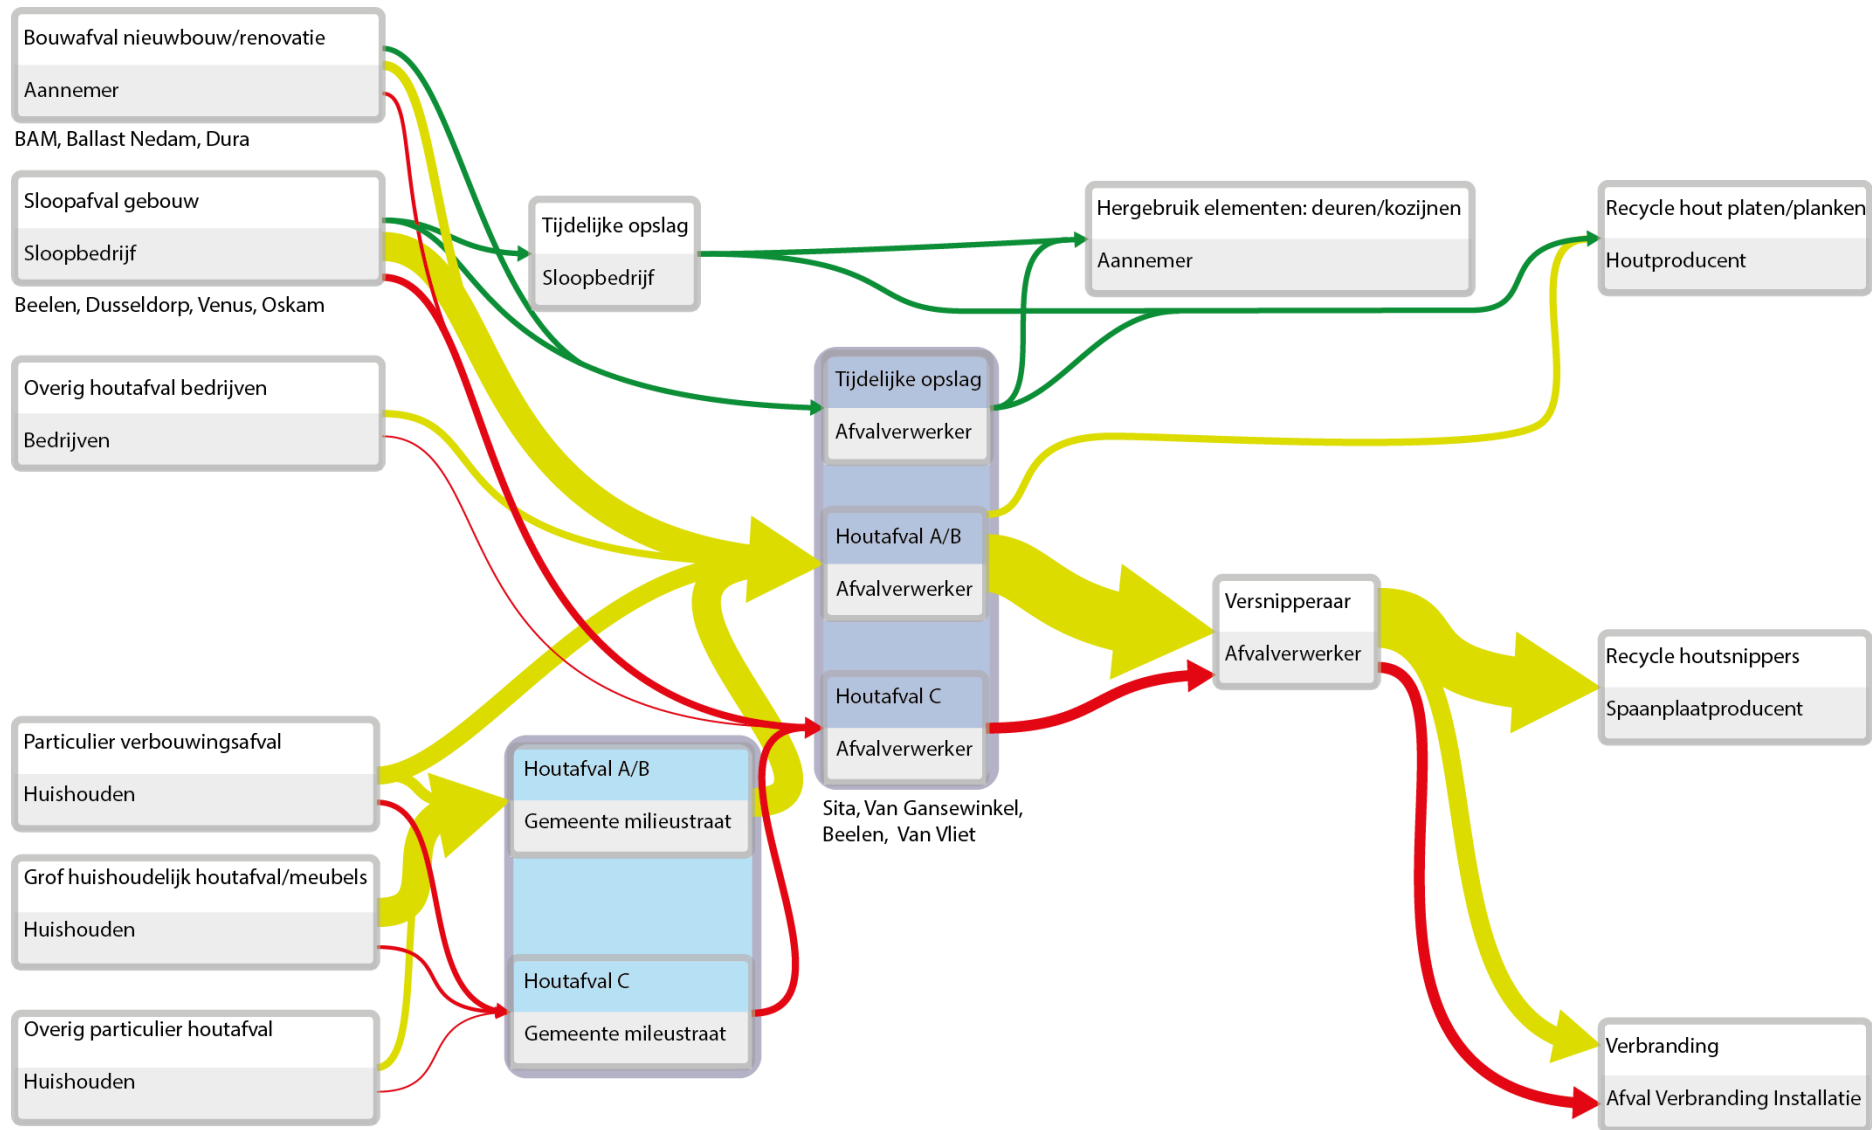 Bouwafval nieuwbouw/renovatie
Aannemer
BAM, Ballast Nedam, Dura
Sloopafval gebouw
Sloopbedrijf
Beelen, Dusseldorp, Venus, Oskam
Overig houtafval bedrijven
Bedrijven
Particulier verbouwingsafval
Huishouden
Grof huishoudelijk houtafval/meubels
Huishouden
Overig particulier houtafval
Huishouden
Tijdelijke opslag
Sloopbedrijf
Houtafval A/B
Gemeente milieustraat
Houtafval C
Gemeente mileustraat
Tijdelijke opslag
Afvalverwerker
Houtafval A/B
Afvalverwerker
Houtafval C
Afvalverwerker
Sita, Van Gansewinkel,
Beelen, Van Vliet
Hergebruik elementen: deuren/kozijnen
Aannemer
Versnipperaar
Afvalverwerker
Recycle hout platen/planken
Houtproducent
Recycle houtsnippers
Spaanplaatproducent
Verbranding
Afval Verbranding Installatie